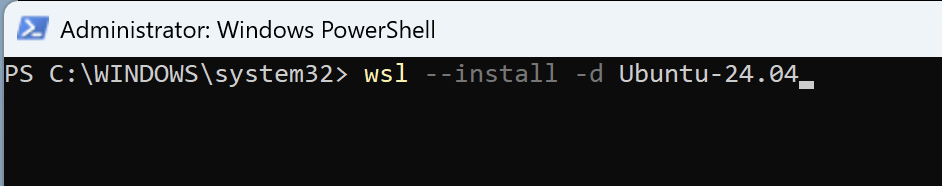 Administrator: Windows PowerShell
PS C:\WINDOWS\system32> wsl --install -d Ubuntu-24.04